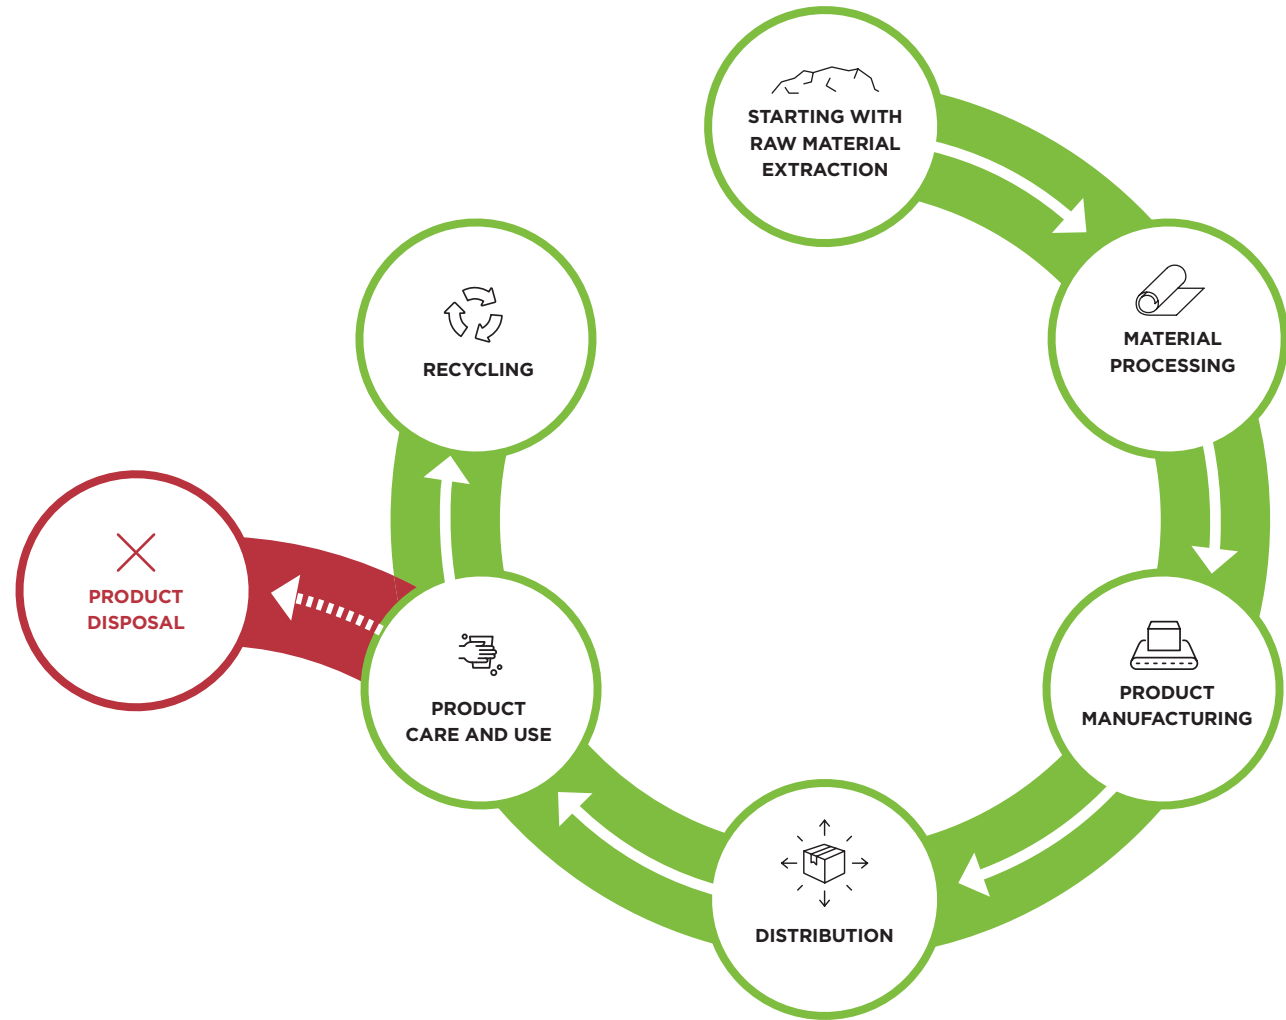 STARTING WITH
RAW MATERIAL
EXTRACTION
MATERIAL
PROCESSING
PRODUCT
MANUFACTURING
DISTRIBUTION
PRODUCT
CARE AND USE
RECYCLING
PRODUCT
DISPOSAL